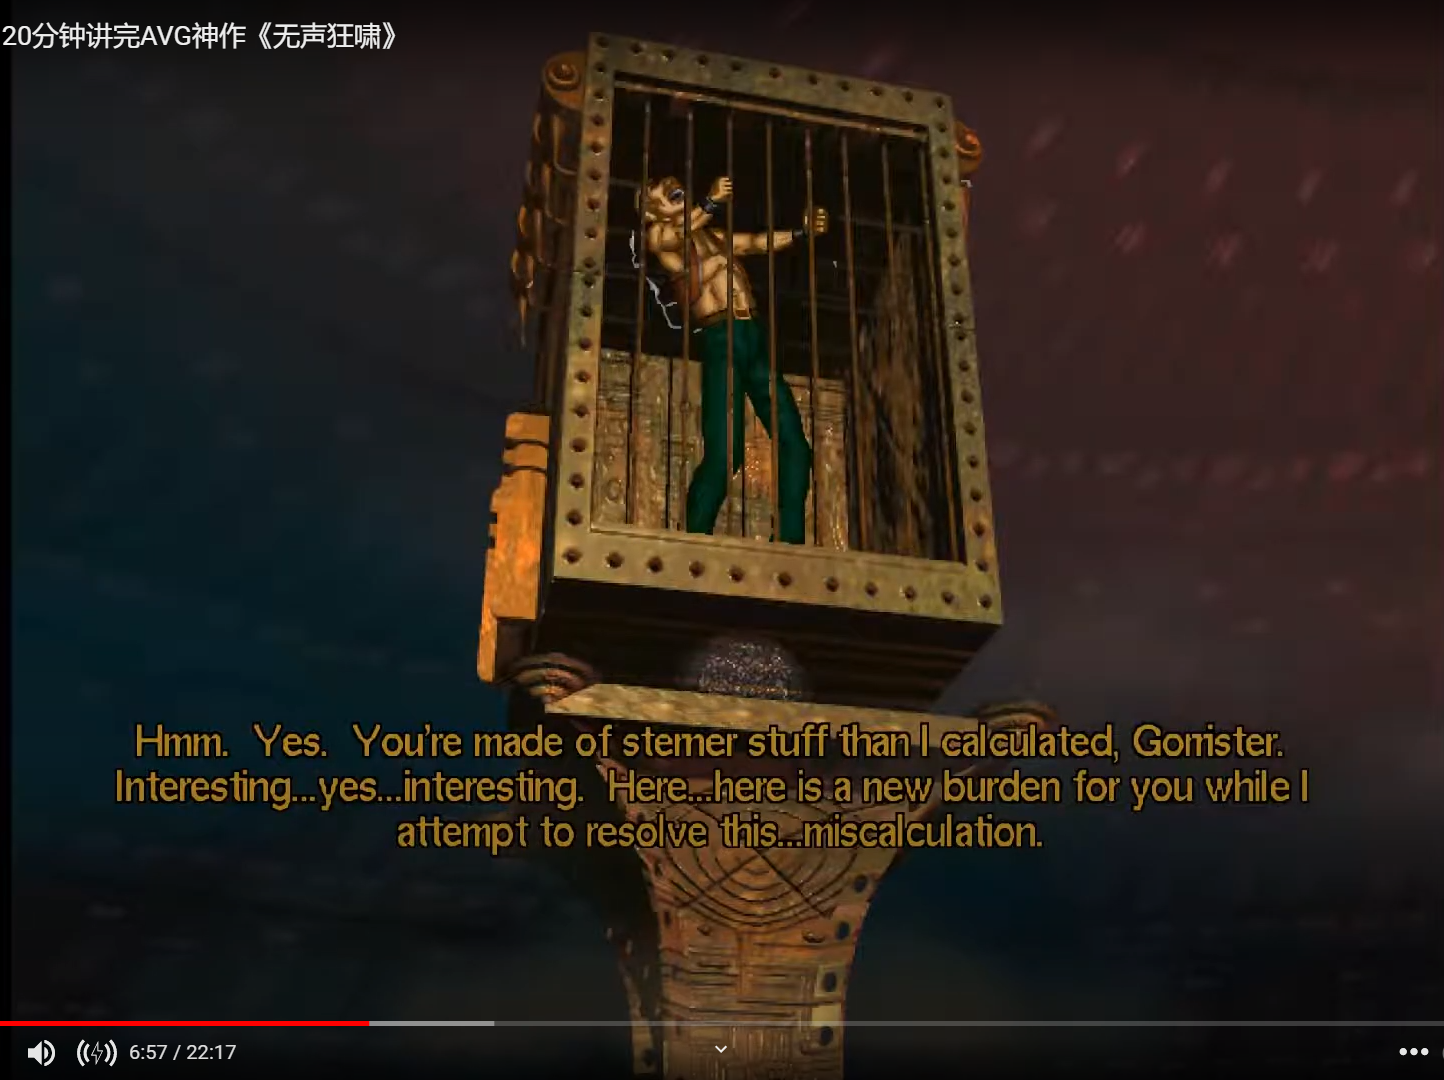 20分钟讲完AVG神作《无声狂啸》
Hmm. Yes. You're made of sterner stuff than I calculated, Gorrister.
Interesting...yes...interesting. Here...here is a new burden for you while I
attempt to resolve this...miscalculation.
6:57 / 22:17